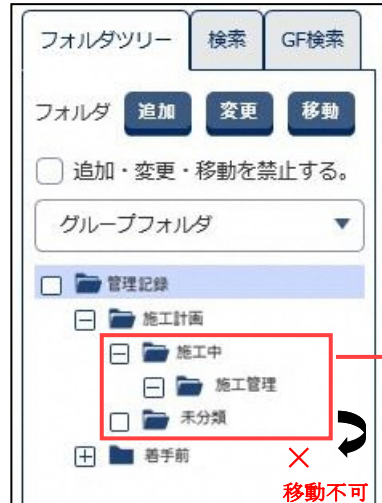 フォルダツリー 検索 GF検索
フォルダ 追加 変更 移動
追加・変更・移動を禁止する。
グループフォルダ
管理記録
施工計画
施工中
施工管理
未分類
着手前
×
移動不可